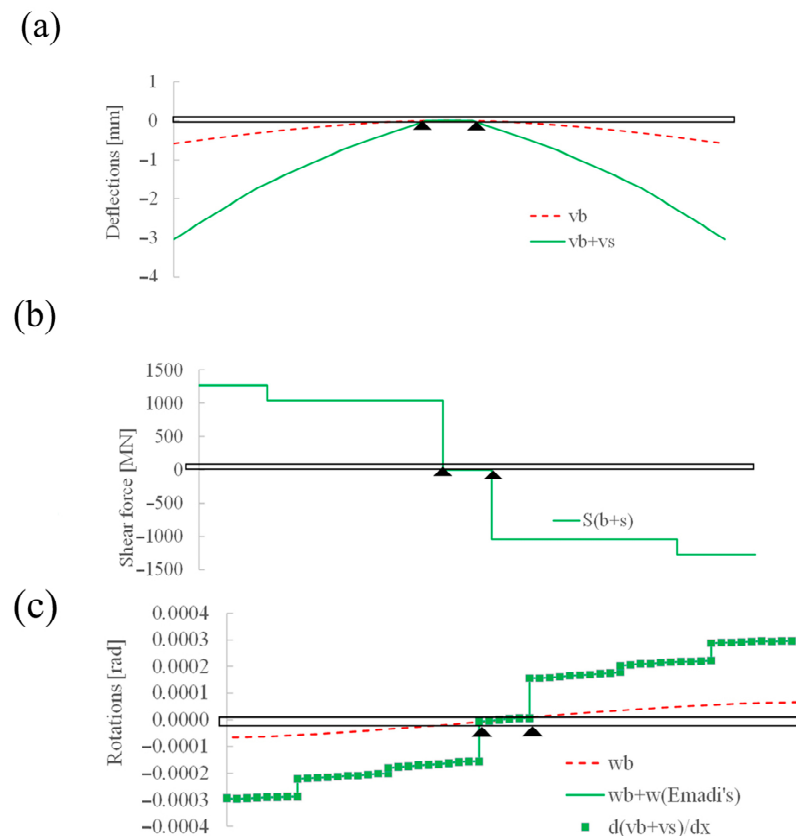 (a)
Deflections [mm]
1
0
−1
−2
−3
−4
vb
vb+vs
(b)
Shear force [MN]
1500
1000
500
0
−500
−1000
−1500
S(b+s)
(c)
Rotations [rad]
0.0004
0.0003
0.0002
0.0001
0.0000
−0.0001
−0.0002
−0.0003
−0.0004
wb
wb+w(Emadi's)
d(vb+vs)/dx